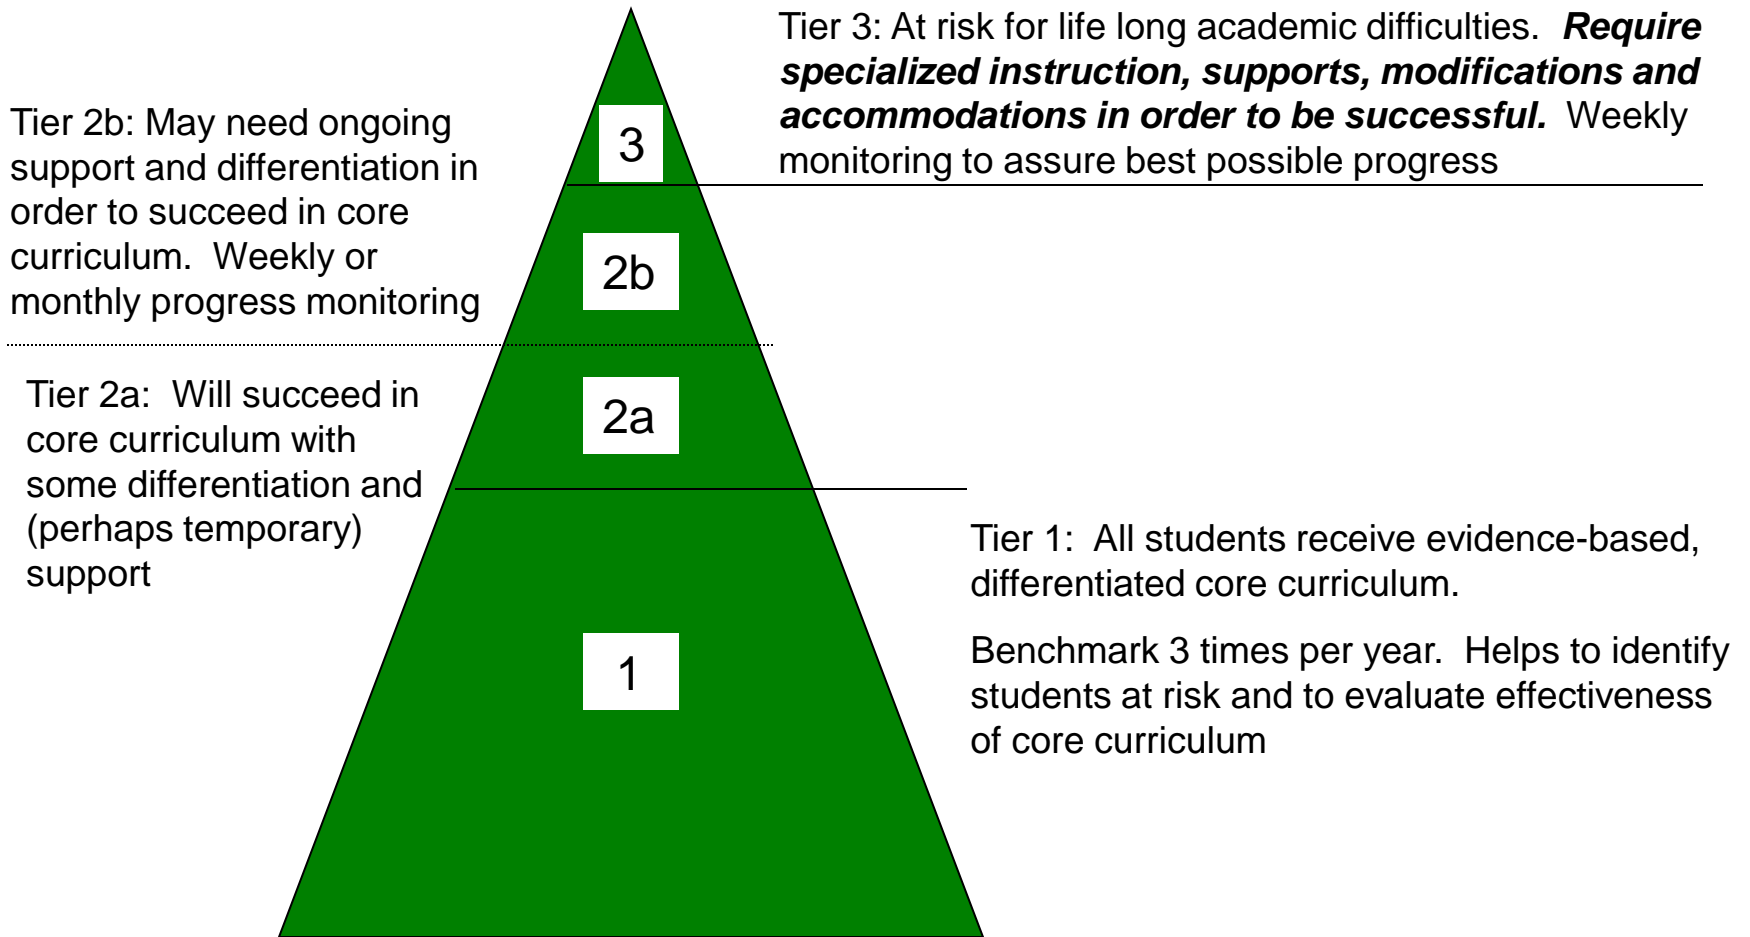 Tier 3: At risk for life long academic difficulties.  Require
specialized instruction, supports, modifications and
accommodations in order to be successful.  Weekly
monitoring to assure best possible progress
Tier 2b: May need ongoing
support and differentiation in
order to succeed in core
curriculum.  Weekly or
monthly progress monitoring
3
2b
Tier 2a:  Will succeed in
core curriculum with
some differentiation and
(perhaps temporary)
support
2a
Tier 1:  All students receive evidence-based,
differentiated core curriculum.
Benchmark 3 times per year.  Helps to identify
students at risk and to evaluate effectiveness
of core curriculum
1